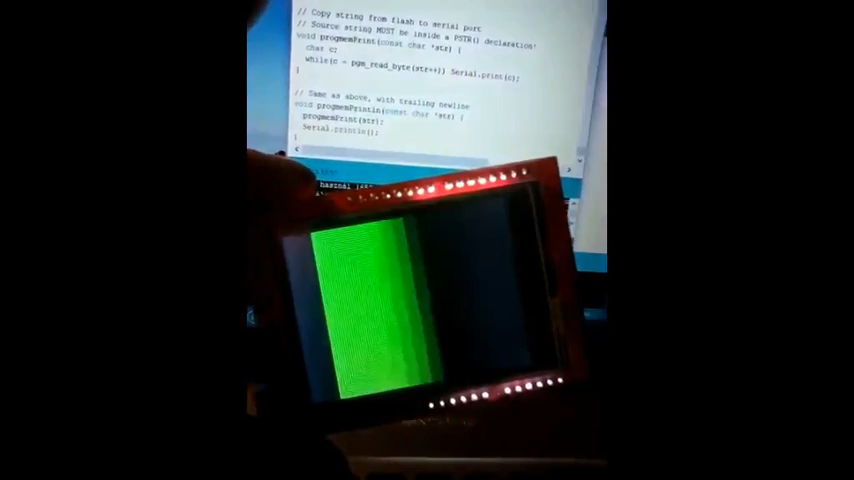 // Copy string from flash to serial port
// Source string MUST be inside a PSTR() declaration'
void progmemPrint(const char *str) {
char c;
while(c = pgm_read_byte(str++)) Serial.print(c);
}
// Same as above, with trailing newline
void progmemPrintln(const char *str) {
progmemPrint(str);
Serial.println();
}
használ